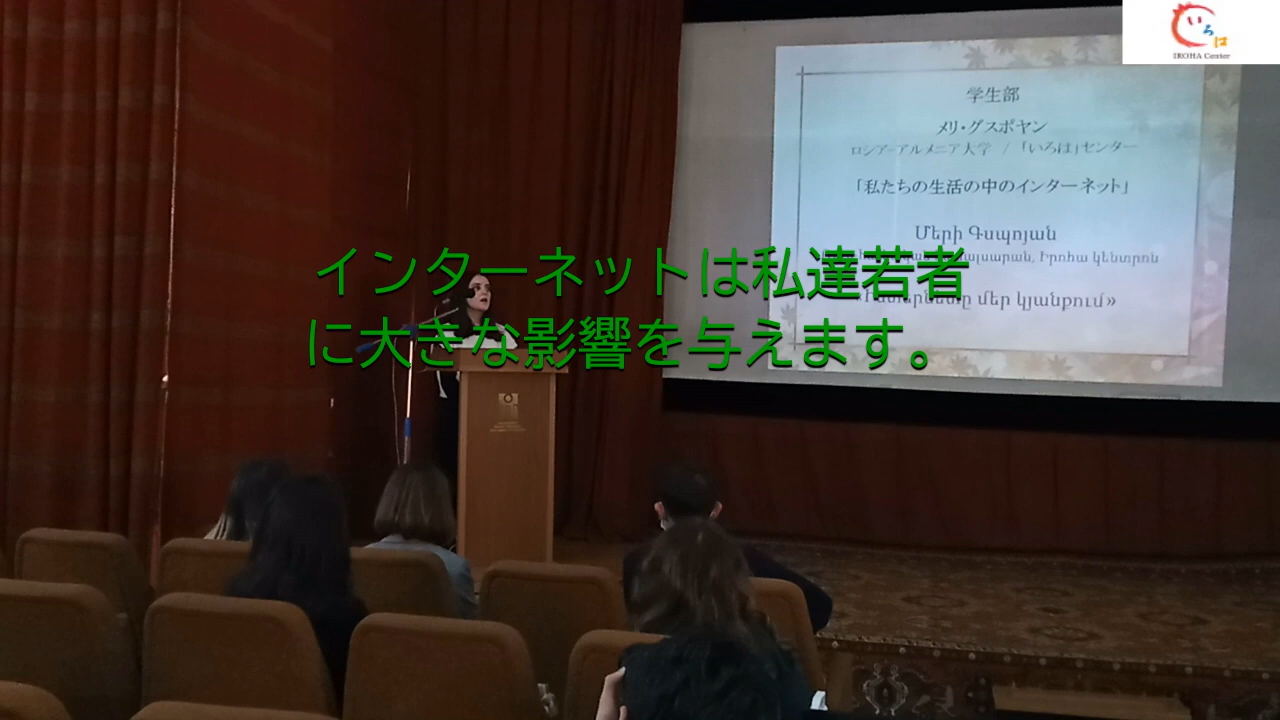 いろは
IROHA Center
学生部
メリ・グスポヤン
ロシア-アルメニア大学 / 「いろは」センター
「私たちの生活の中のインターネット」
Մերի Գսպոյան
Իրոհա կենտրոն
մեր կյանքում»
インターネットは私達若者
に大きな影響を与えます。